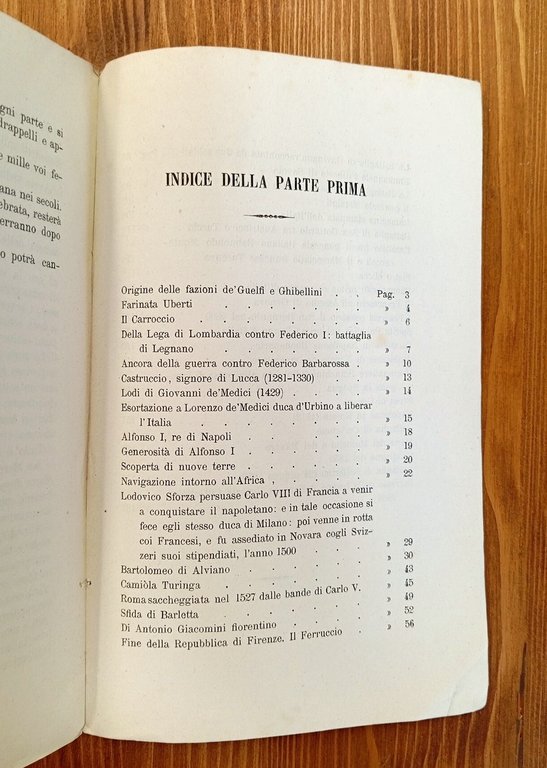 gni parte e si
drappelli e ap-
e mille voi fe-
ana nei secoli.
ebrata, resterà
erranno dopo
o potrà can-
INDICE DELLA PARTE PRIMA
Origine delle fazioni de'Guelfi e Ghibellini . . Pag. 3
Farinata Uberti . . . . . . » 4
Il Carroccio . . . . . . . » 6
Della Lega di Lombardia contro Federico I: battaglia
di Legnano . . . . . . » 7
Ancora della guerra contro Federico Barbarossa . » 10
Castruccio, signore di Lucca (1281-1330) . . » 13
Lodi di Giovanni de'Medici (1429) . . . . » 14
Esortazione a Lorenzo de'Medici duca d'Urbino a liberar
l'Italia . . . . . . . » 15
Alfonso I, re di Napoli . . . . . » 18
Generosità di Alfonso I . . . . . » 19
Scoperta di nuove terre . . . . . » 20
Navigazione intorno all'Africa . . . . . » 22
Lodovico Sforza persuase Carlo VIII di Francia a venir
a conquistare il napoletano: e in tale occasione si
fece egli stesso duca di Milano: poi venne in rotta
coi Francesi, e fu assediato in Novara cogli Sviz-
zeri suoi stipendiati, l'anno 1500 . . . » 29
Bartolomeo di Alviano . . . . . » 30
Camiòla Turinga . . . . . . » 43
Roma saccheggiata nel 1527 dalle bande di Carlo V. » 45
Sfida di Barletta . . . . . . » 49
Di Antonio Giacomini fiorentino . . . . » 52
Fine della Repubblica di Firenze. Il Ferruccio . » 56